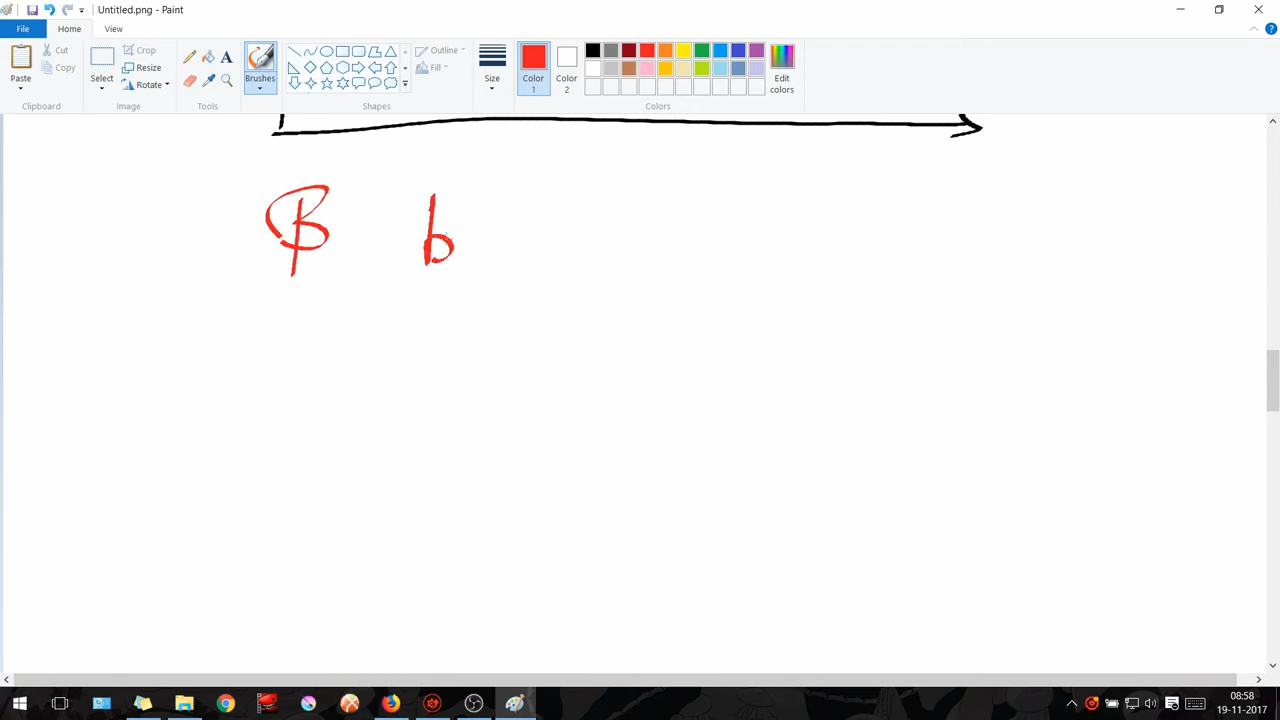 Untitled.png - Paint
File Home View
Paste Cut Copy Clipboard
Select Crop Resize Rotate Image
A Tools
Brushes
Shapes Outline Fill
Size
Color 1 Color 2
Edit colors Colors
$ b
08:58
19-11-2017